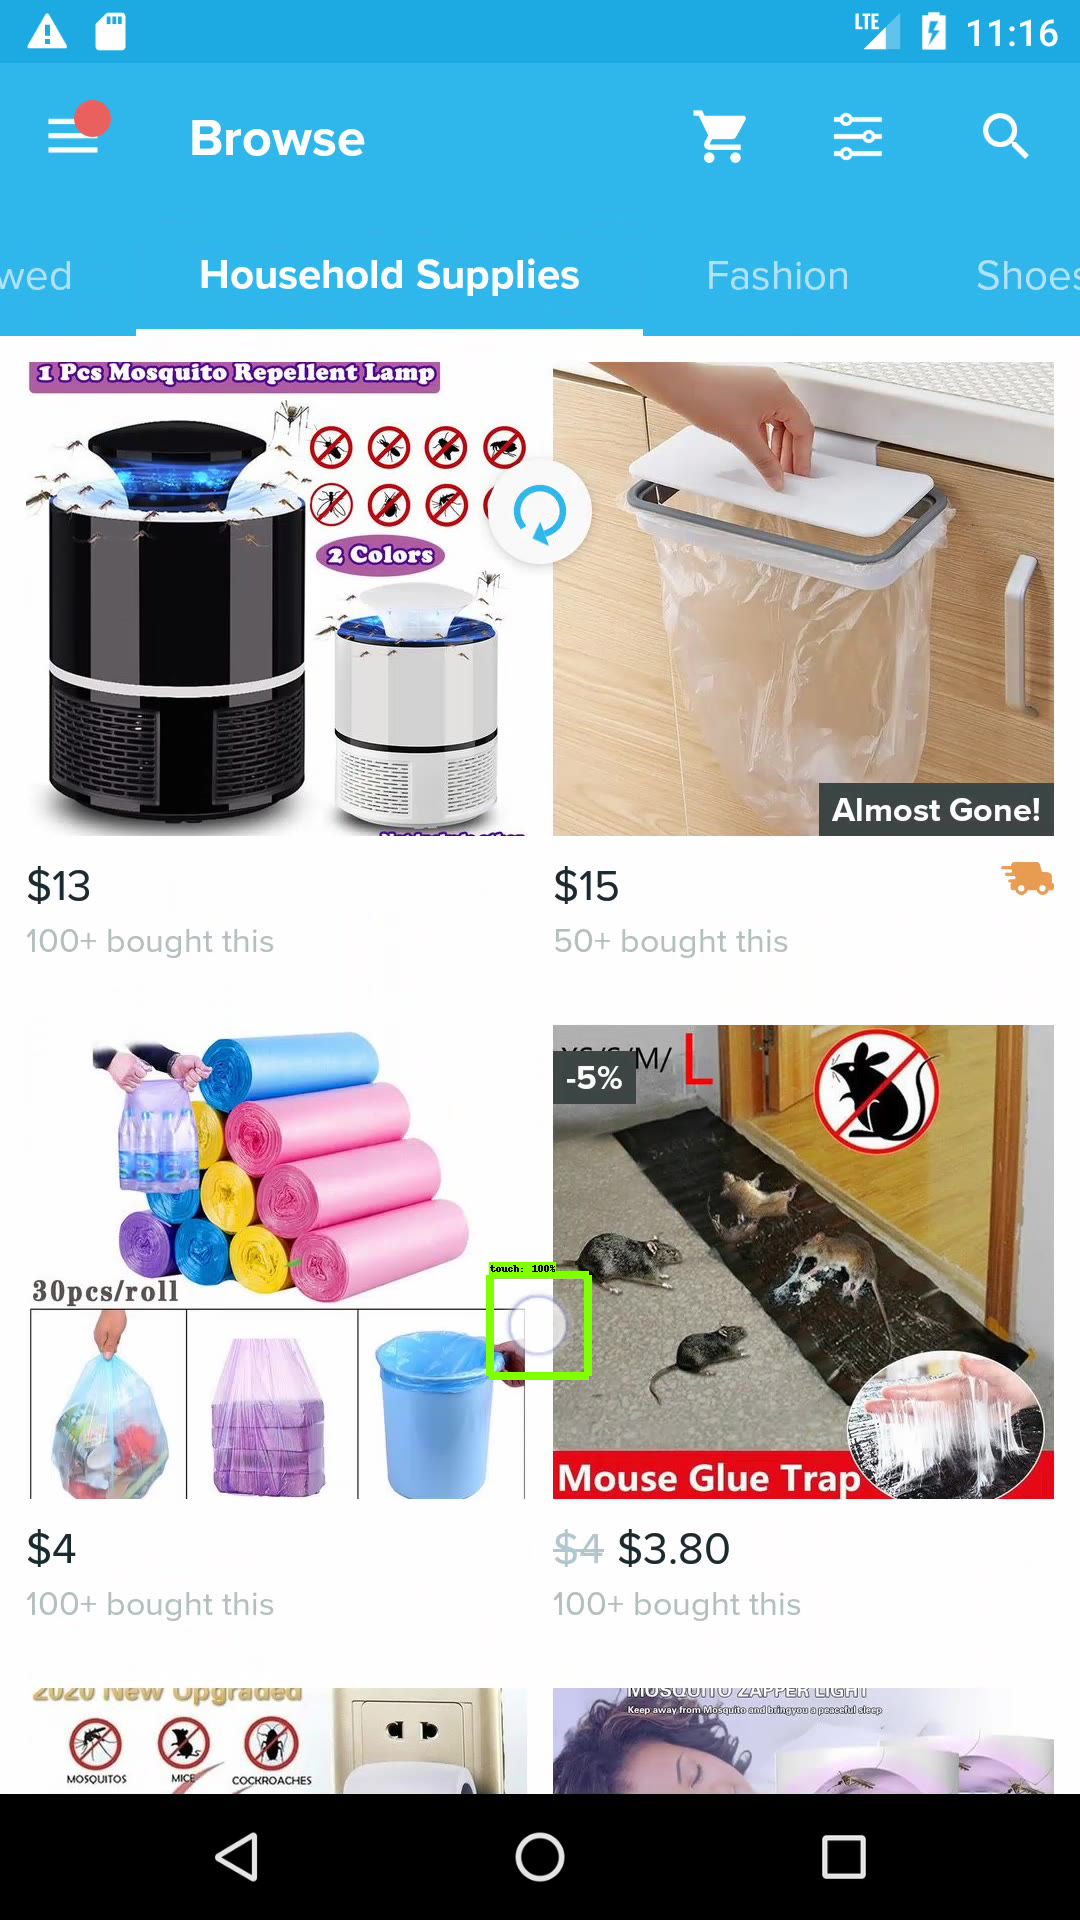 LTE 11:16
Browse
wed Household Supplies Fashion Shoes
1 Pcs Mosquito Repellent Lamp
2 Colors
Almost Gone!
$13
100+ bought this
$15
50+ bought this
30pcs/roll
-5%
M/ L
touch: 100%
Mouse Glue Trap
$4
100+ bought this
$4 $3.80
100+ bought this
2020 New Upgraded
MOSQUITOS MICE COCKROACHES
MOSQUITO ZAPPER LIGHT
Keep away from Mosquito and bringyou a peaceful sleep